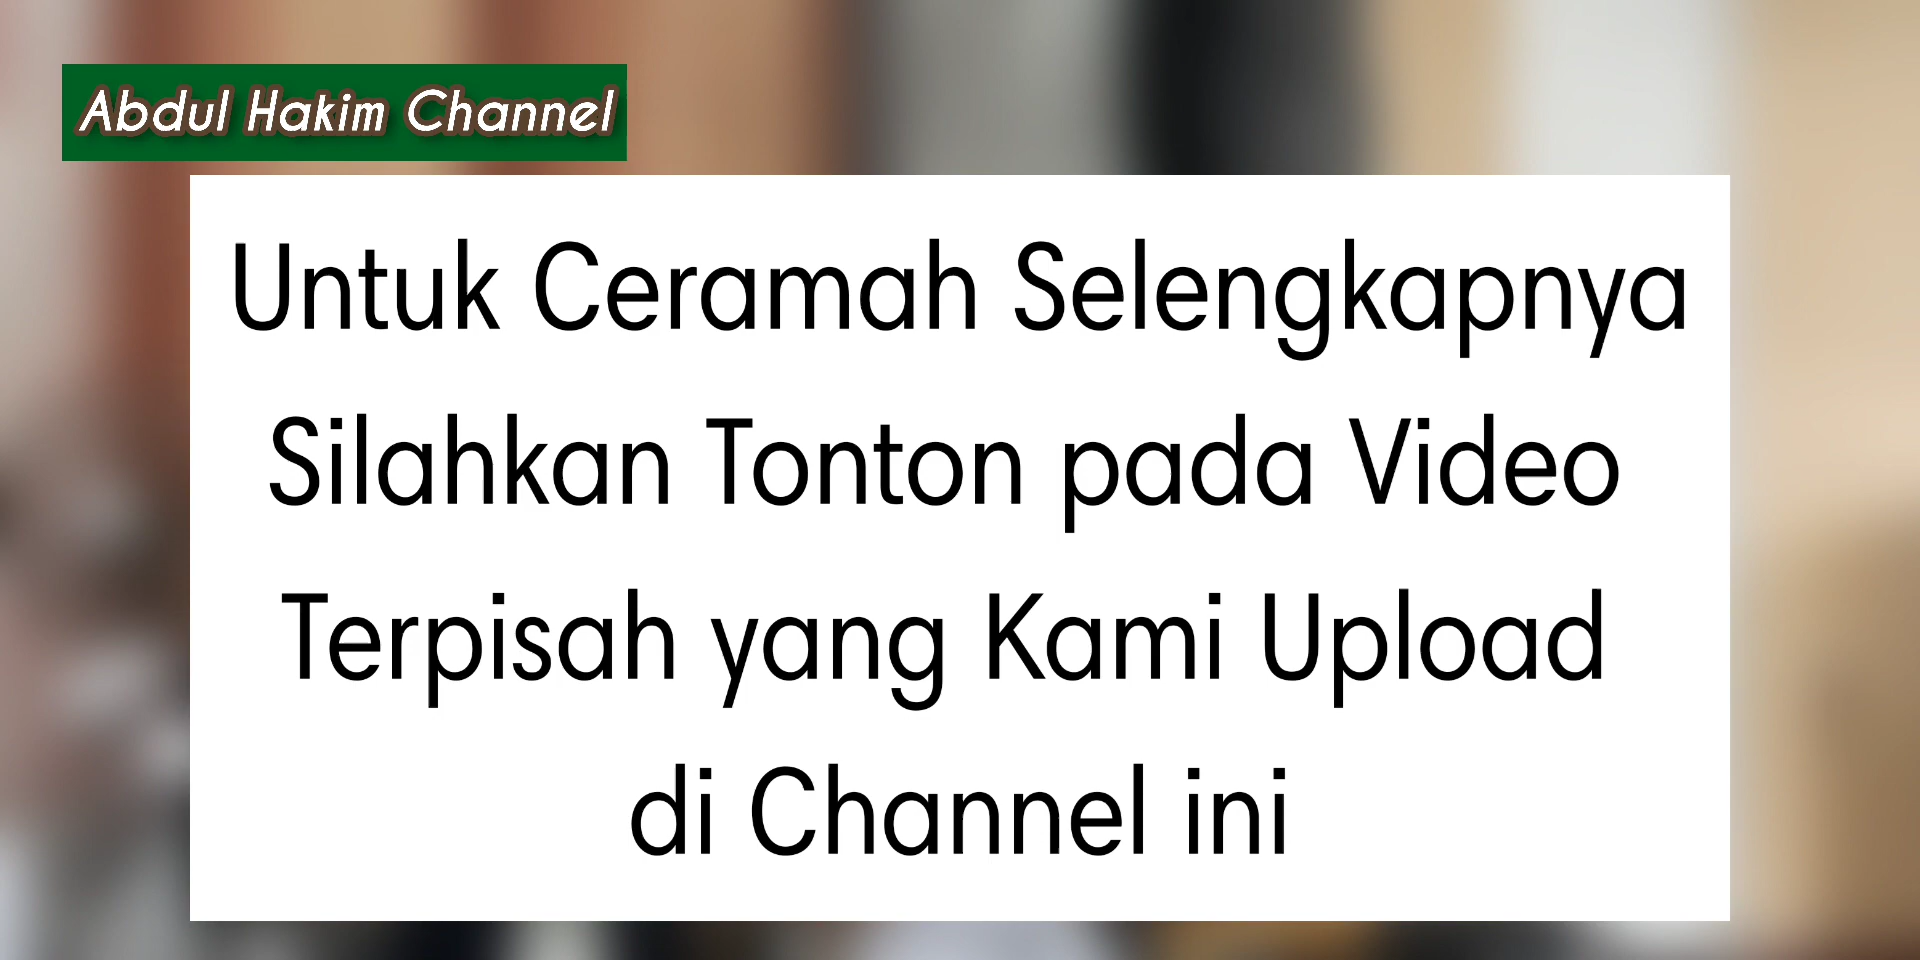 Abdul Hakim Channel
Untuk Ceramah Selengkapnya
Silahkan Tonton pada Video
Terpisah yang Kami Upload
di Channel ini